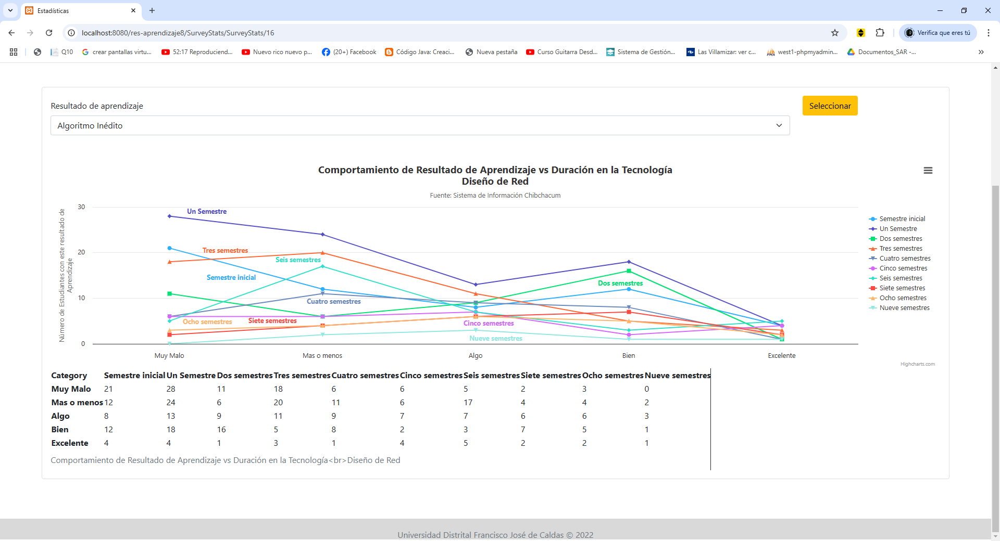 Estadísticas
localhost:8080/res-aprendizaje8/SurveyStats/SurveyStats/16
Verifica que eres tú
Q10
crear pantallas virtu...
52:17 Reproduciend...
Nuevo rico nuevo p...
(20+) Facebook
Código Java: Creaci...
Nueva pestaña
Curso Guitarra Desd...
Sistema de Gestión...
Las Villamizar: ver c...
west1-phpmyadmin...
Documentos_SAR -...
Resultado de aprendizaje
Seleccionar
Algoritmo Inédito
Comportamiento de Resultado de Aprendizaje vs Duración en la Tecnología
Diseño de Red
Fuente: Sistema de Información Chibchacum
Número de Estudiantes con este resultado de
Aprendizaje
30
20
10
0
Un Semestre
Tres semestres
Seis semestres
Semestre inicial
Dos semestres
Cuatro semestres
Ocho semestres
Siete semestres
Cinco semestres
Nueve semestres
Muy Malo
Mas o menos
Algo
Bien
Excelente
Semestre inicial
Un Semestre
Dos semestres
Tres semestres
Cuatro semestres
Cinco semestres
Seis semestres
Siete semestres
Ocho semestres
Nueve semestres
Highcharts.com
Category Semestre inicial Un Semestre Dos semestres Tres semestres Cuatro semestres Cinco semestres Seis semestres Siete semestres Ocho semestres Nueve semestres
Muy Malo 21 28 11 18 6 6 5 2 3 0
Mas o menos 12 24 6 20 11 6 17 4 4 2
Algo 8 13 9 11 9 7 7 6 6 3
Bien 12 18 16 5 8 2 3 7 5 1
Excelente 4 4 1 3 1 4 5 2 2 1
Comportamiento de Resultado de Aprendizaje vs Duración en la Tecnología<br>Diseño de Red
Universidad Distrital Francisco José de Caldas © 2022